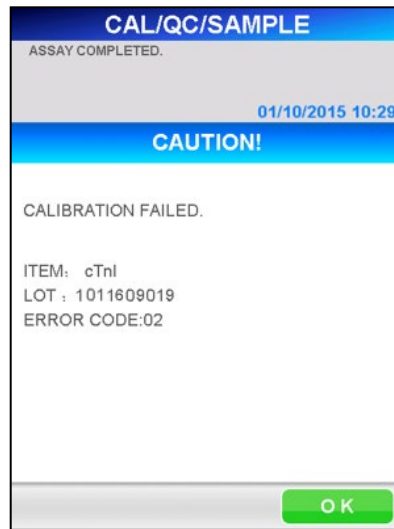 CAL/QC/SAMPLE
ASSAY COMPLETED.
01/10/2015 10:29
CAUTION!
CALIBRATION FAILED.
ITEM: cTnI
LOT : 1011609019
ERROR CODE:02
OK